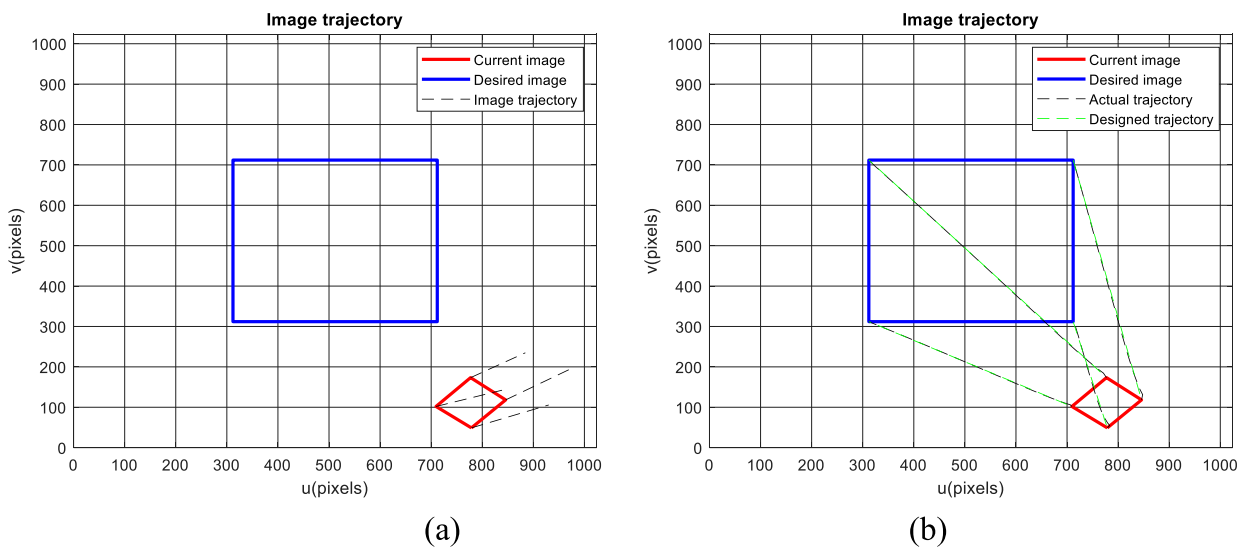 Image trajectory
1000
900
800
700
600
500
400
300
200
100
0
v(pixels)
Current image
Desired image
Image trajectory
0 100 200 300 400 500 600 700 800 900 1000
u(pixels)
(a)
Image trajectory
1000
900
800
700
600
500
400
300
200
100
0
v(pixels)
Current image
Desired image
Actual trajectory
Designed trajectory
0 100 200 300 400 500 600 700 800 900 1000
u(pixels)
(b)